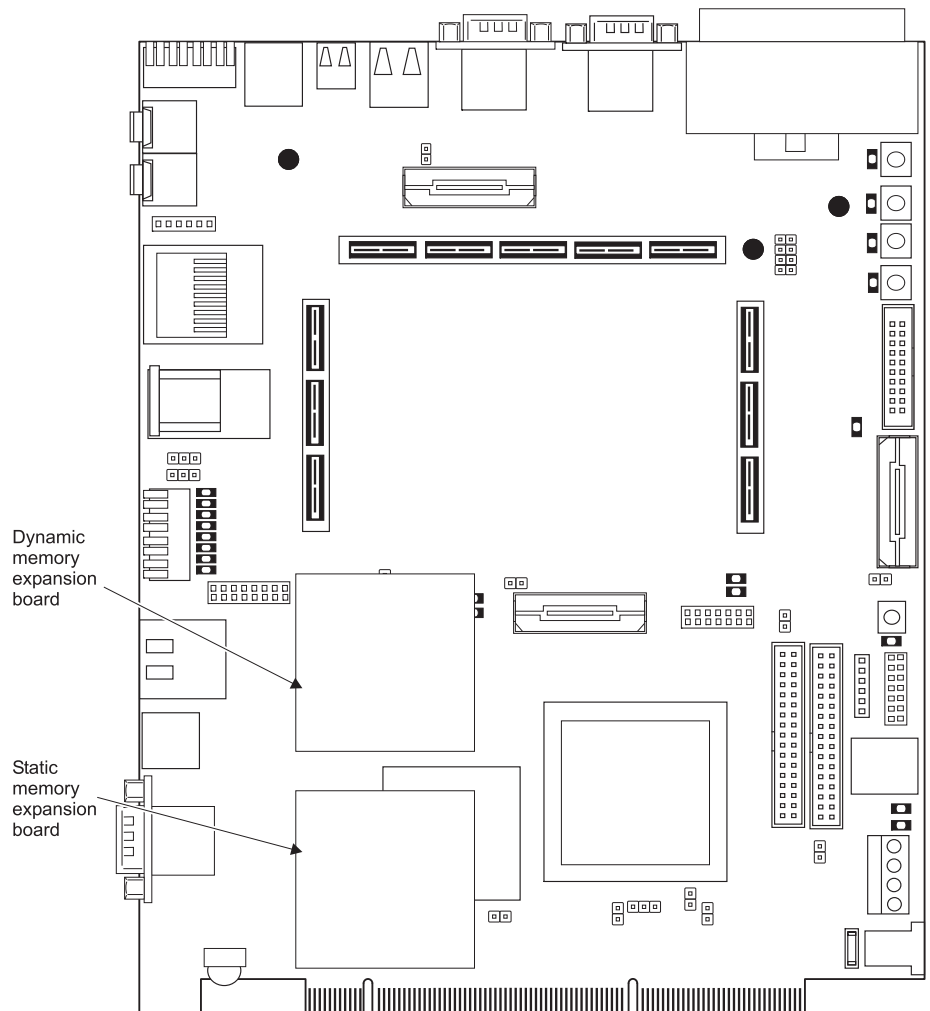 Dynamic
memory
expansion
board
Static
memory
expansion
board